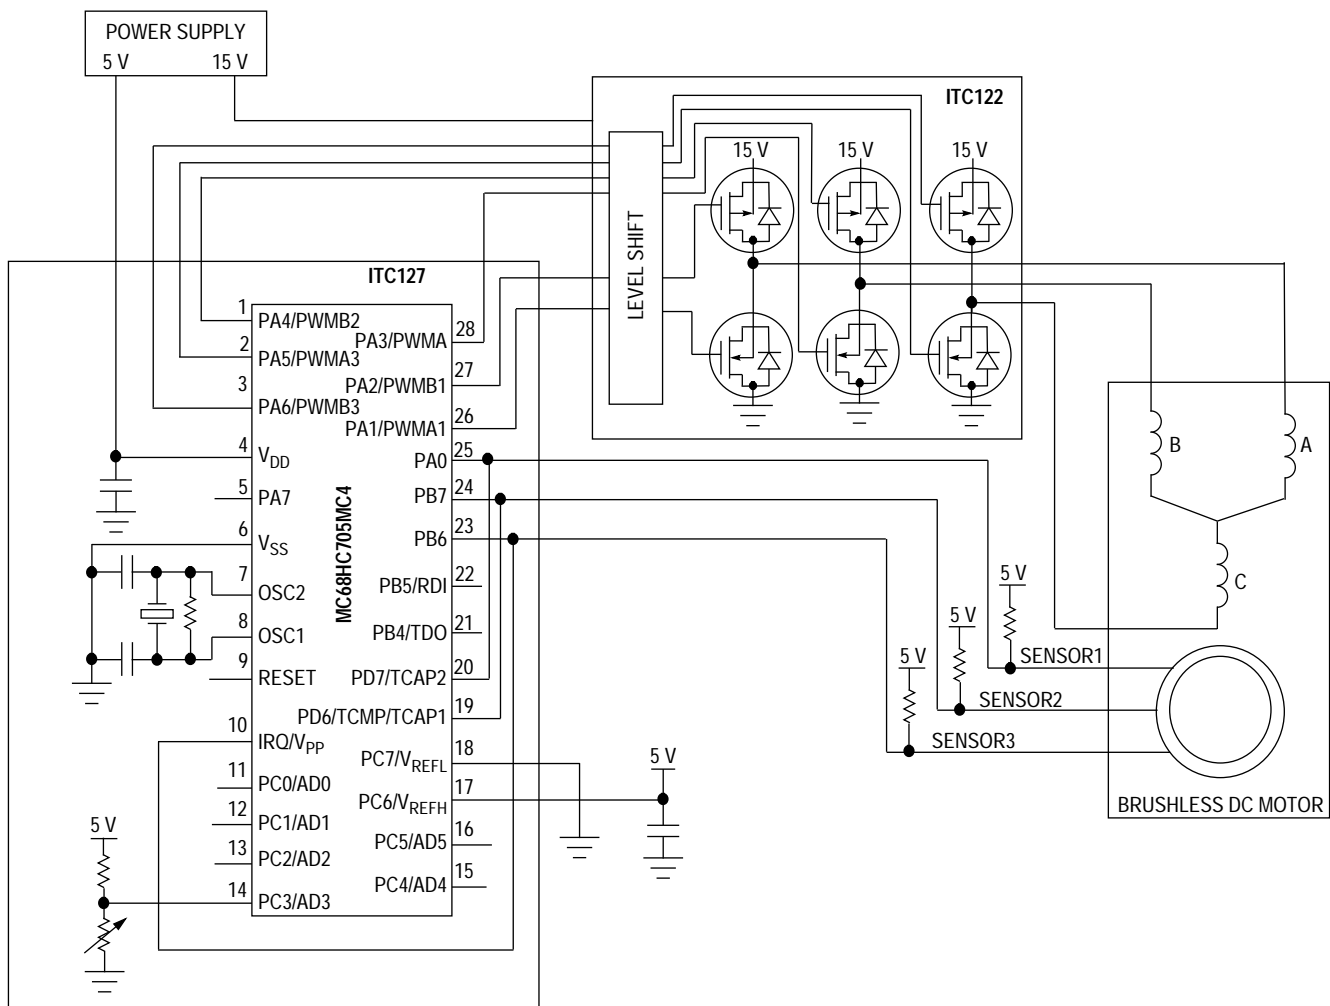 POWER SUPPLY
5 V 15 V
ITC122
15 V 15 V 15 V
LEVEL SHIFT
ITC127
MC68HC705MC4
1 PA4/PWMB2
2 PA5/PWMA3
3 PA6/PWMB3
4 VDD
5 PA7
6 VSS
7 OSC2
8 OSC1
9 RESET
10 IRQ/VPP
11 PC0/AD0
12 PC1/AD1
13 PC2/AD2
14 PC3/AD3
5 V
PA3/PWMA 28
PA2/PWMB1 27
PA1/PWMA1 26
PA0 25
PB7 24
PB6 23
PB5/RDI 22
PB4/TDO 21
PD7/TCAP2 20
PD6/TCMP/TCAP1 19
PC7/VREFL 18
PC6/VREFH 17
PC5/AD5 16
PC4/AD4 15
5 V
B A
C
5 V
5 V
5 V
SENSOR1
SENSOR2
SENSOR3
BRUSHLESS DC MOTOR